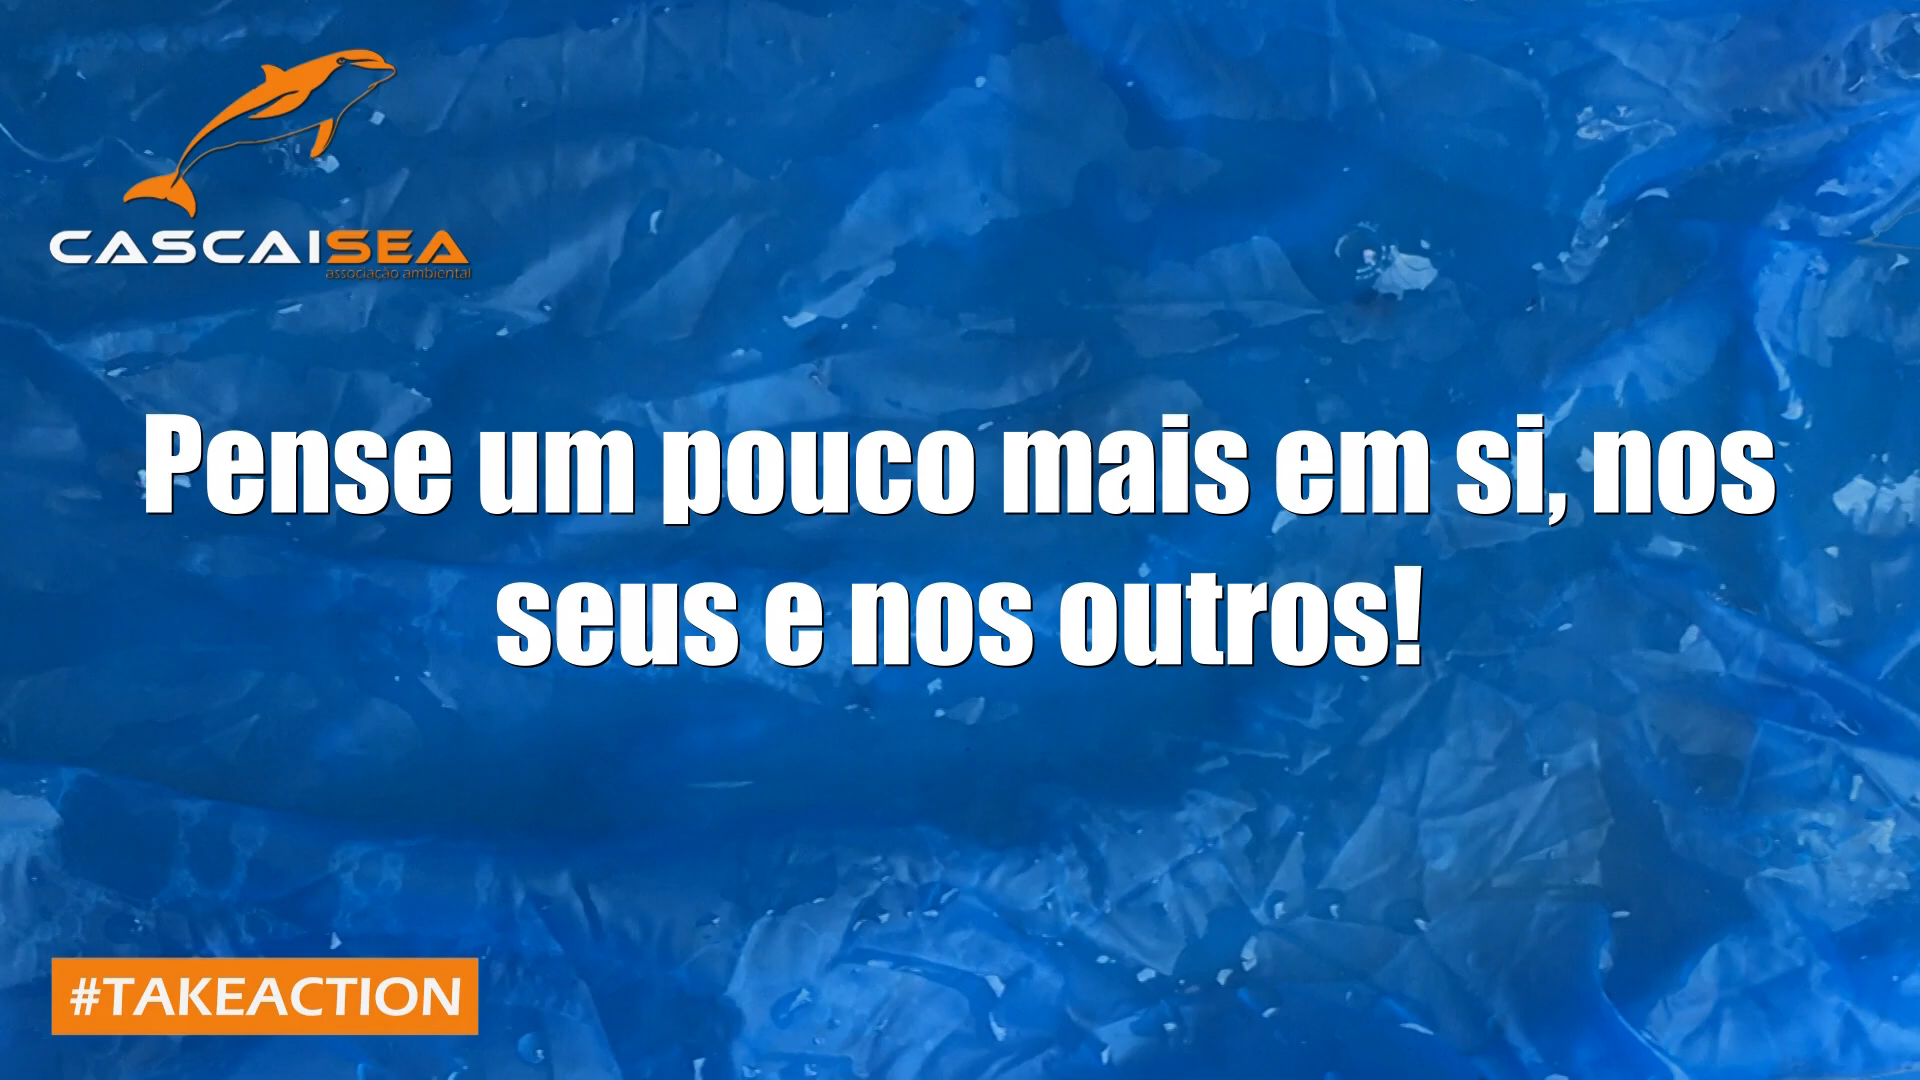 CASCAISEA
associação ambiental
Pense um pouco mais em si, nos
seus e nos outros!
#TAKEACTION